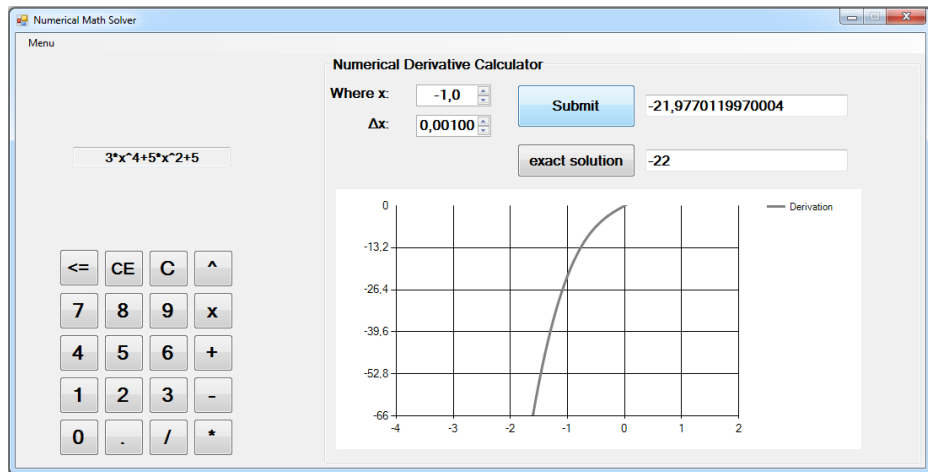 Numerical Math Solver
Menu
Numerical Derivative Calculator
Where x: -1,0
Submit -21,9770119970004
Δx: 0,00100
3*x^4+5*x^2+5
exact solution -22
Derivation
0
-13,2
-26,4
-39,6
-52,8
-66
-4 -3 -2 -1 0 1 2
<= CE C ^
7 8 9 x
4 5 6 +
1 2 3 -
0 . / *